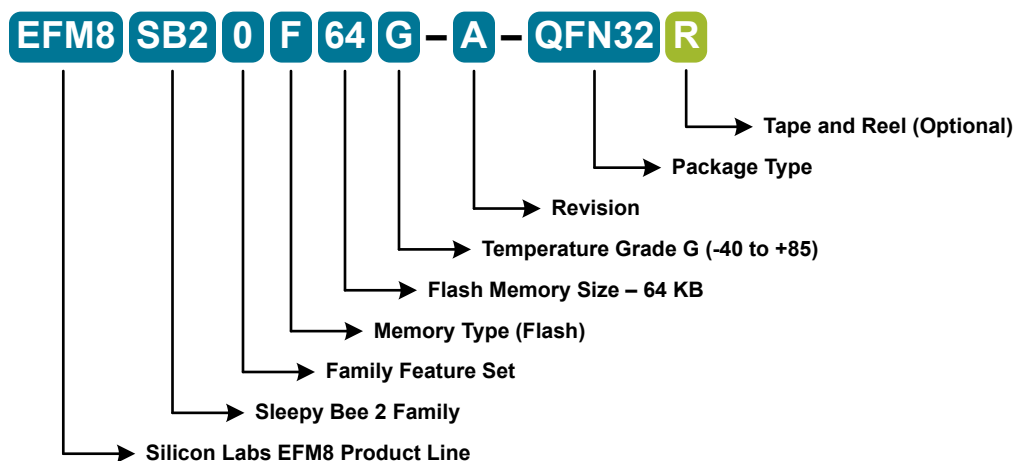 EFM8 SB2 0 F 64 G – A – QFN32 R
Tape and Reel (Optional)
Package Type
Revision
Temperature Grade G (-40 to +85)
Flash Memory Size – 64 KB
Memory Type (Flash)
Family Feature Set
Sleepy Bee 2 Family
Silicon Labs EFM8 Product Line